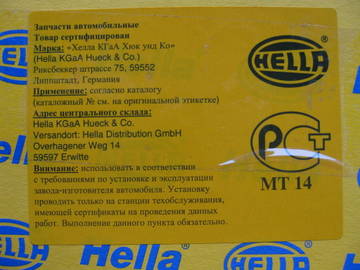 Запчасти автомобильные
Товар сертифицирован
Марка: «Хелла КГаА Хюк унд Ко»
(Hella KGaA Hueck & Co.)
Риксбеккер штрассе 75, 59552
Липпштадт, Германия
Применение: согласно каталогу
(каталожный № см. на оригинальной этикетке)
Адрес центрального склада:
Hella KGaA Hueck & Co.
Versandort: Hella Distribution GmbH
Overhagener Weg 14
59597 Erwitte
Внимание: использовать в соответствии
с требованиями по установке и эксплуатации
завода-изготовителя автомобиля. Установку
проводить только на станции техобслуживания,
имеющей сертификаты на проведения данных
работ. Выполнение данного пункта обязательно.
HELLA
РСТ
МТ 14
Hella
Hella